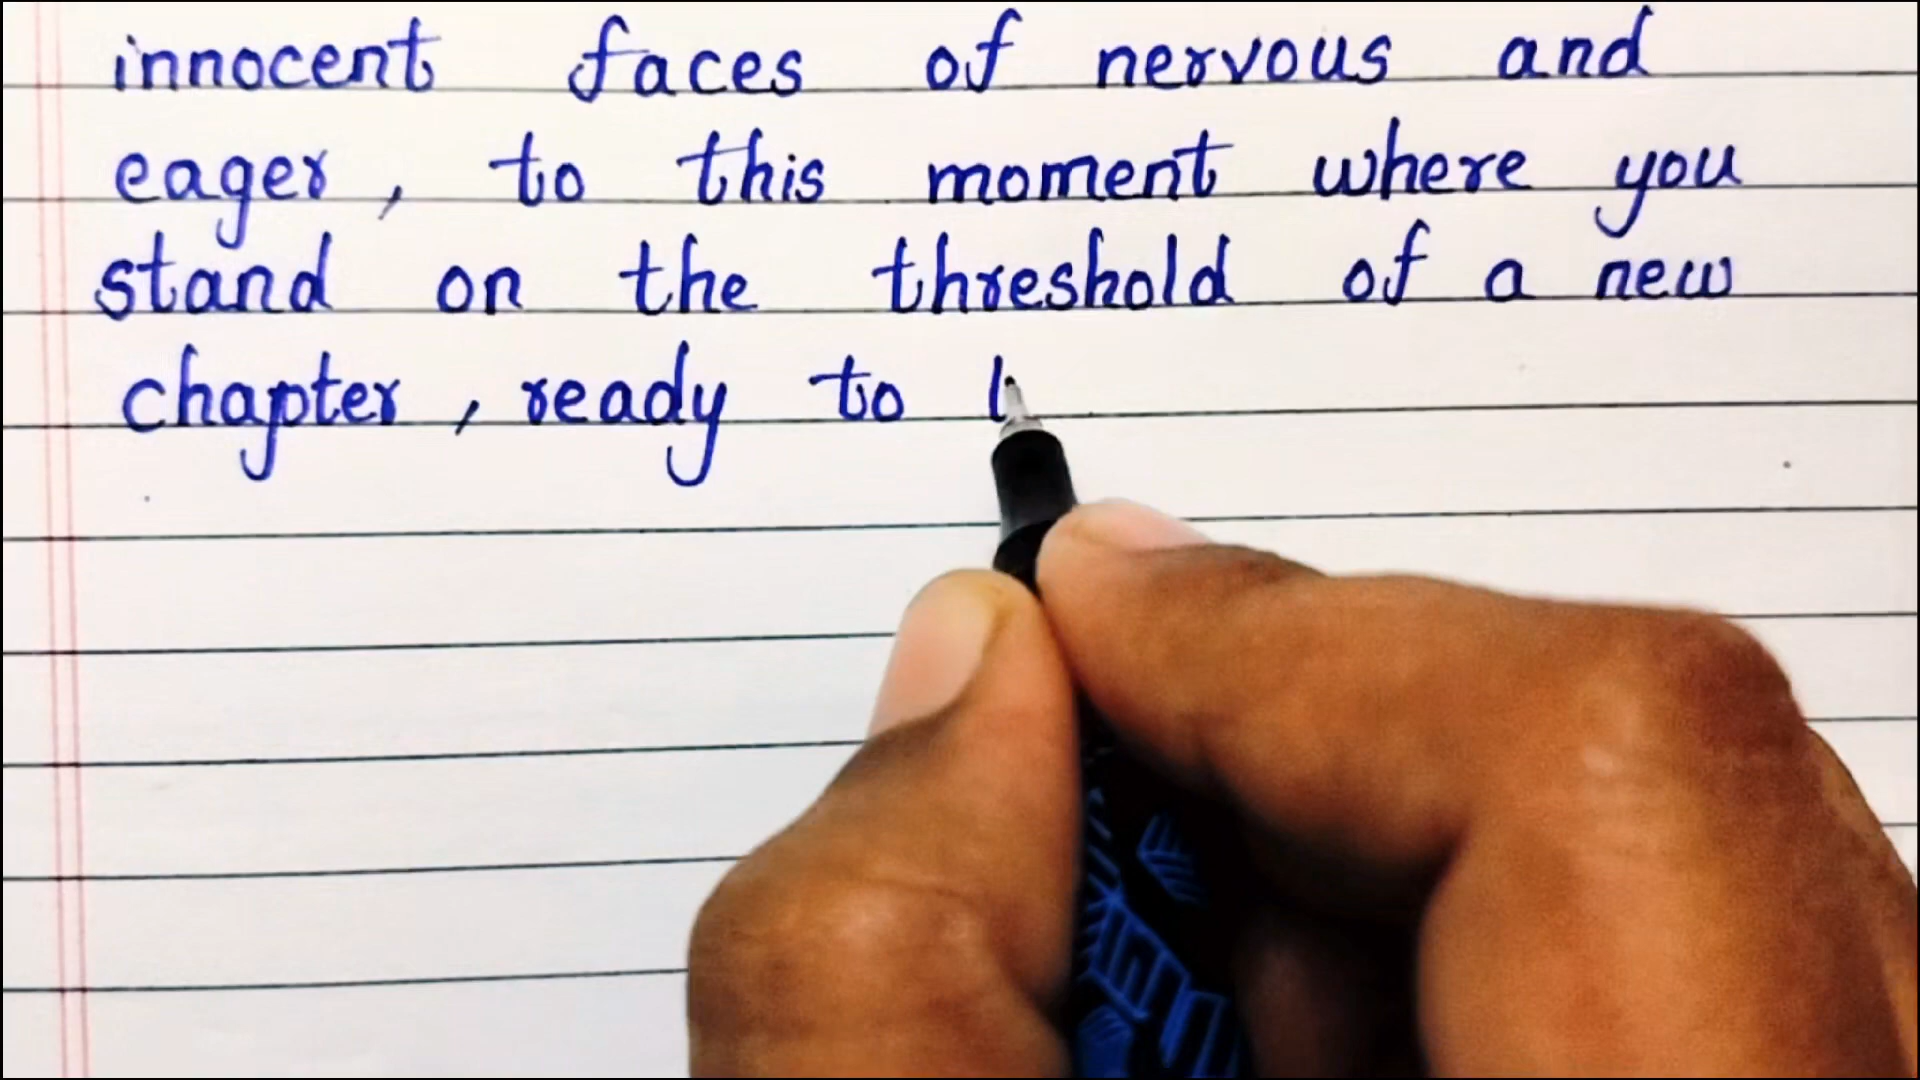 innocent faces of nervous and
eager, to this moment where you
stand on the threshold of a new
chapter, ready to